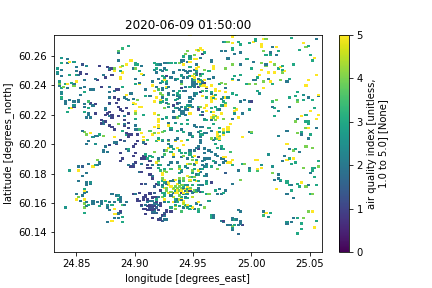 2020-06-09 01:50:00
60.26
60.24
60.22
60.20
60.18
60.16
60.14
latitude [degrees_north]
24.85 24.90 24.95 25.00 25.05
longitude [degrees_east]
5
4
3
2
1
0
air quality index [unitless,
1.0 to 5.0] [None]